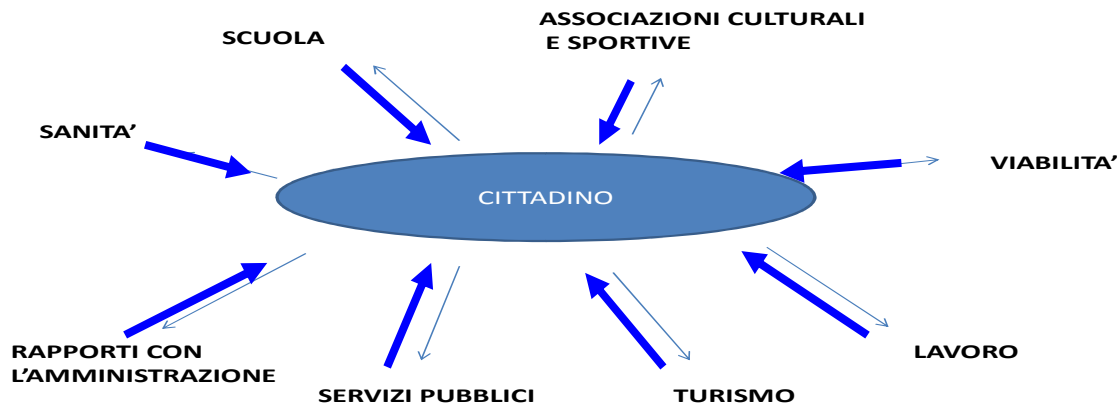 ASSOCIAZIONI CULTURALI
E SPORTIVE
SCUOLA
SANITA’
VIABILITA’
CITTADINO
RAPPORTI CON
L’AMMINISTRAZIONE
LAVORO
SERVIZI PUBBLICI
TURISMO